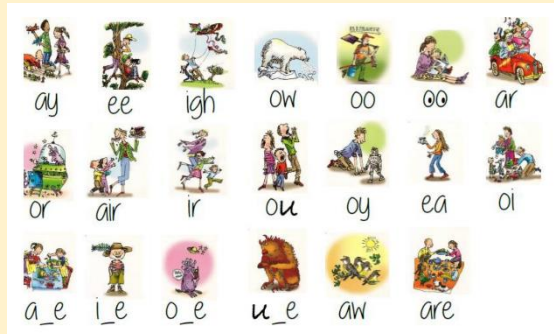 ay ee igh ow oo oo ar
or air ir ou oy ea oi
a_e i_e o_e u_e aw are